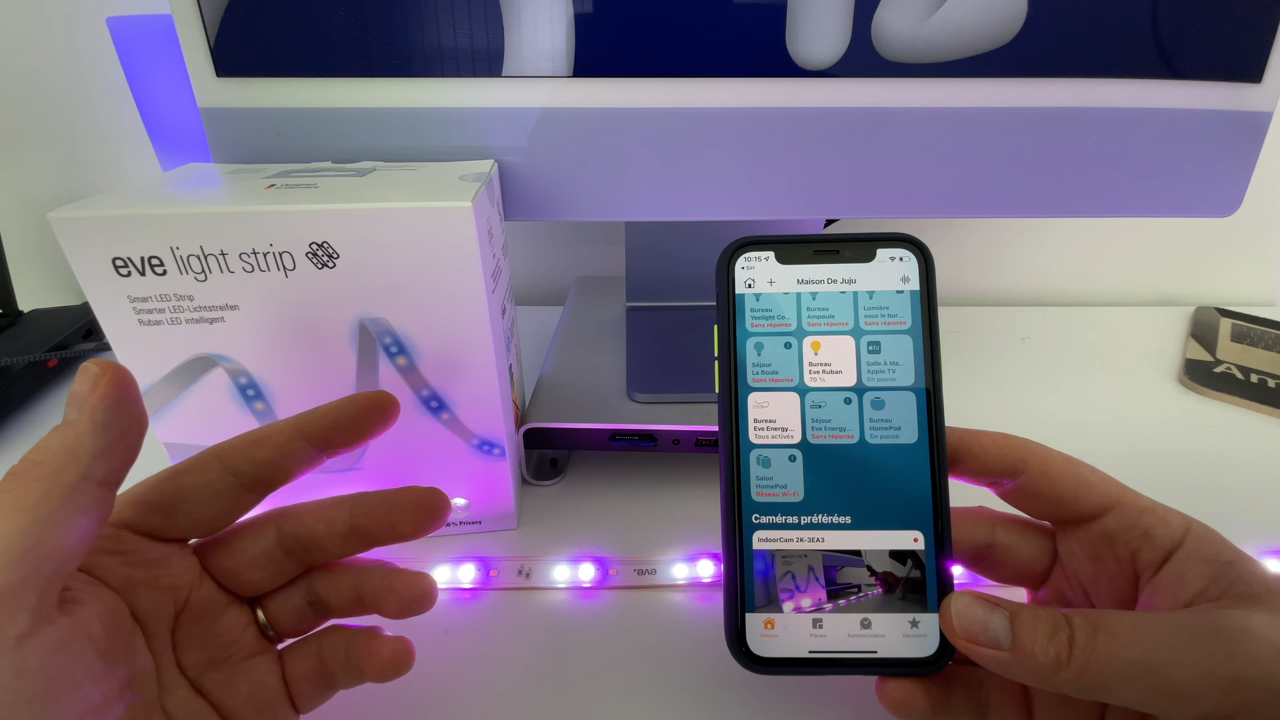 eve light strip
Smart LED Strip
Smarter LED-Lichtstreifen
Ruban LED intelligent
Privacy
eve.
10:15
Siri
Maison De Juju
Bureau
Yeelight Co...
Sans réponse
Bureau
Ampoule
Sans réponse
Lumière
sous le bur...
Sans réponse
Séjour
La Boule
Sans réponse
Bureau
Eve Ruban
70 %
tv
Salle À Ma...
Apple TV
En pause
Bureau
Eve Energy...
Tous activés
Séjour
Eve Energy...
Sans réponse
Bureau
HomePod
En pause
Salon
HomePod
Réseau Wi-Fi
Caméras préférées
IndoorCam 2K-3EA3
Maison
Pièces
Automatisation
Découvrir
Am